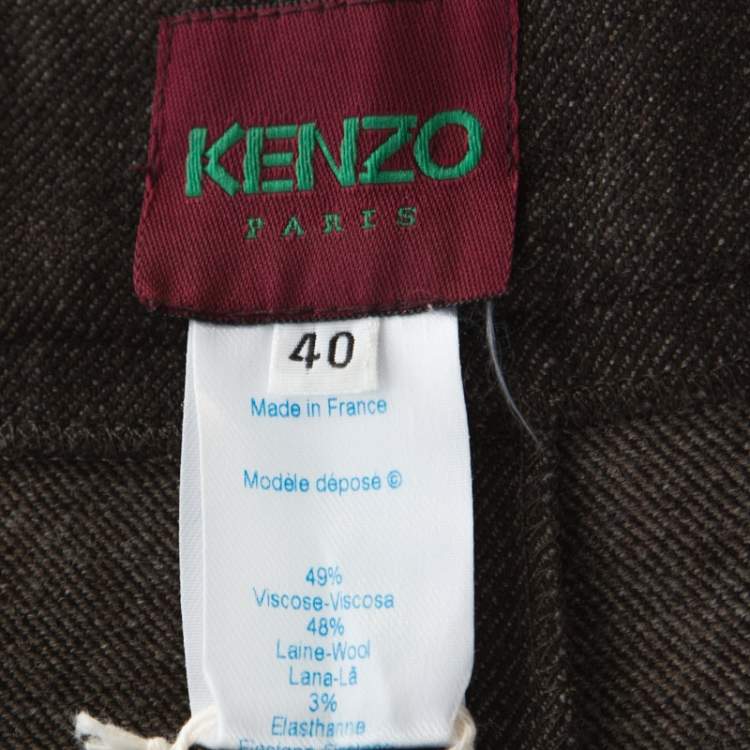 KENZO
PARIS
40
Made in France
Modèle déposé ©
49%
Viscose-Viscosa
48%
Laine-Wool
Lana-Lã
3%
Elasthanne